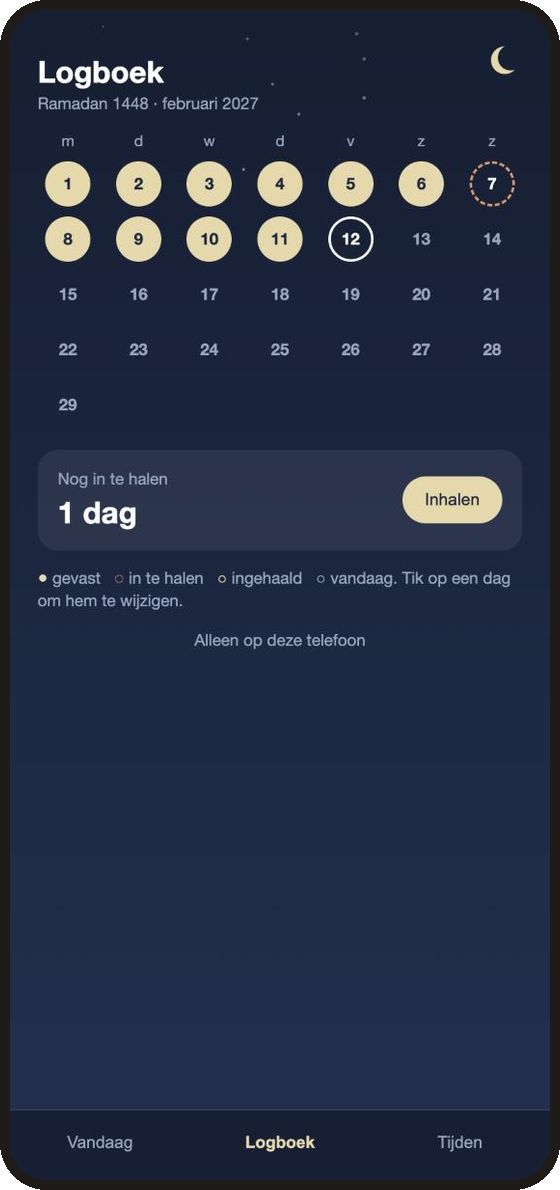 Logboek
Ramadan 1448 · februari 2027
m d w d v z z
1 2 3 4 5 6 7
8 9 10 11 12 13 14
15 16 17 18 19 20 21
22 23 24 25 26 27 28
29
Nog in te halen
1 dag
Inhalen
gevast in te halen ingehaald vandaag. Tik op een dag
om hem te wijzigen.
Alleen op deze telefoon
Vandaag Logboek Tijden